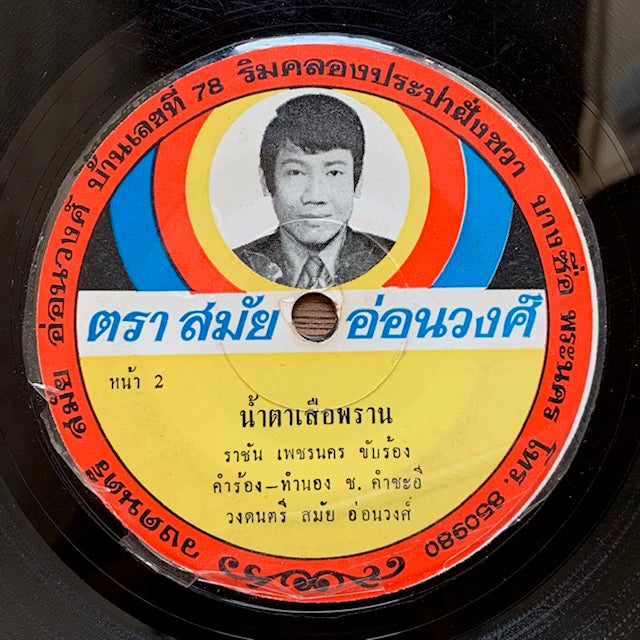 วงดนตรี สมัย อ่อนวงศ์ บ้านเลขที่ 78 ริมคลองประปาฝั่งขวา บางซื่อ พระนคร โทร. 850980
ตรา สมัย อ่อนวงศ์
หน้า 2
น้ำตาเสือพราน
ราชัน เพชรนคร ขับร้อง
คำร้อง-ทำนอง ช. คำชะอี
วงดนตรี สมัย อ่อนวงศ์